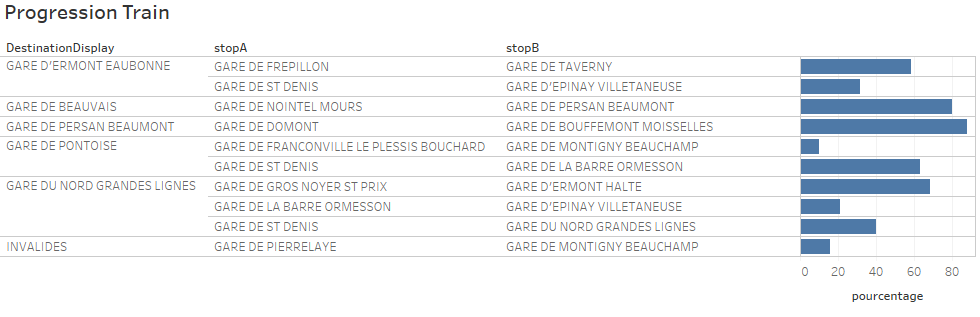 Progression Train
DestinationDisplay stopA stopB
GARE D'ERMONT EAUBONNE GARE DE FREPILLON GARE DE TAVERNY
GARE DE ST DENIS GARE D'EPINAY VILLETANEUSE
GARE DE BEAUVAIS GARE DE NOINTEL MOURS GARE DE PERSAN BEAUMONT
GARE DE PERSAN BEAUMONT GARE DE DOMONT GARE DE BOUFFEMONT MOISSELLES
GARE DE PONTOISE GARE DE FRANCONVILLE LE PLESSIS BOUCHARD GARE DE MONTIGNY BEAUCHAMP
GARE DE ST DENIS GARE DE LA BARRE ORMESSON
GARE DU NORD GRANDES LIGNES GARE DE GROS NOYER ST PRIX GARE D'ERMONT HALTE
GARE DE LA BARRE ORMESSON GARE D'EPINAY VILLETANEUSE
GARE DE ST DENIS GARE DU NORD GRANDES LIGNES
INVALIDES GARE DE PIERRELAYE GARE DE MONTIGNY BEAUCHAMP
0 20 40 60 80
pourcentage